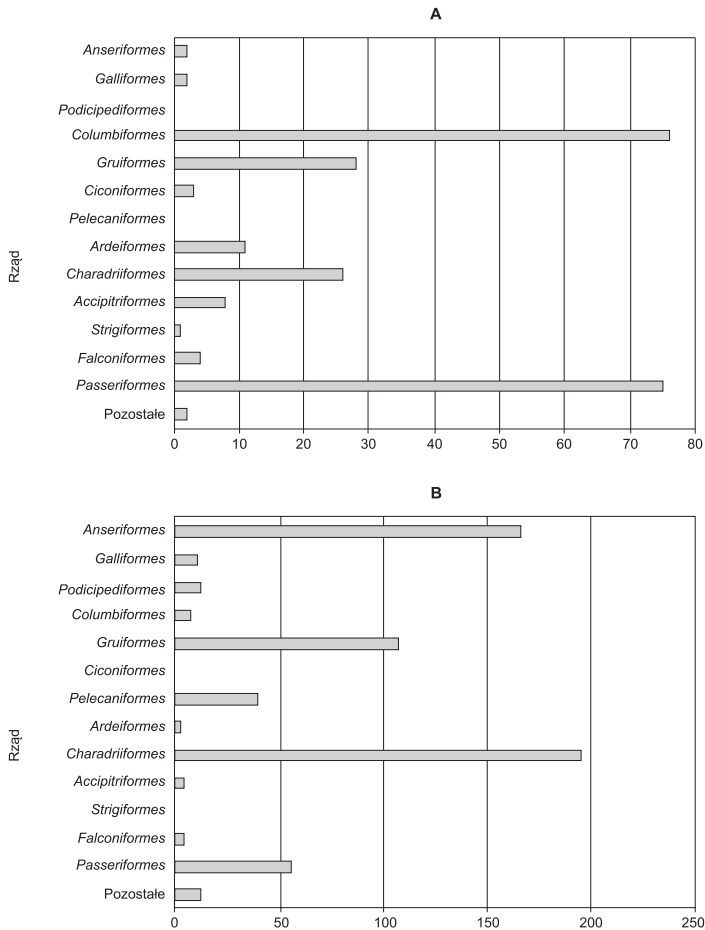 A
Anseriformes
Galliformes
Podicipediformes
Columbiformes
Gruiformes
Ciconiformes
Pelecaniformes
Ardeiformes
Charadriiformes
Accipitriformes
Strigiformes
Falconiformes
Passeriformes
Pozostałe
Rząd
0 10 20 30 40 50 60 70 80
B
Anseriformes
Galliformes
Podicipediformes
Columbiformes
Gruiformes
Ciconiformes
Pelecaniformes
Ardeiformes
Charadriiformes
Accipitriformes
Strigiformes
Falconiformes
Passeriformes
Pozostałe
Rząd
0 50 100 150 200 250